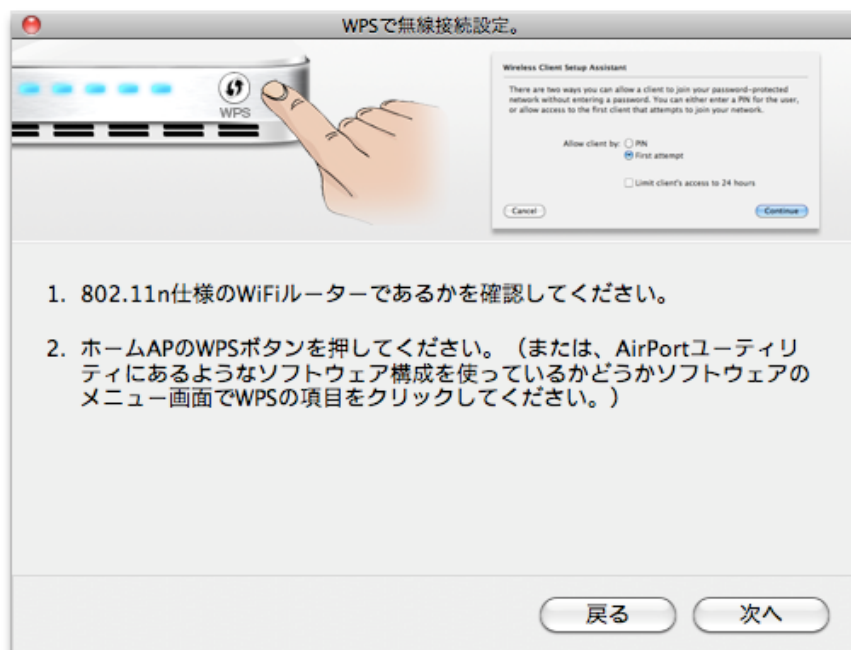 WPSで無線接続設定。
WPS
Wireless Client Setup Assistant
There are two ways you can allow a client to join your password-protected
network without entering a password. You can either enter a PIN for the user,
or allow access to the first client that attempts to join your network.
Allow client by: PIN
First attempt
Limit client's access to 24 hours
Cancel
Continue
1. 802.11n仕様のWiFiルーターであるかを確認してください。
2. ホームAPのWPSボタンを押してください。（または、AirPortユーティリ
ティにあるようなソフトウェア構成を使っているかどうかソフトウェアの
メニュー画面でWPSの項目をクリックしてください。）
戻る
次へ